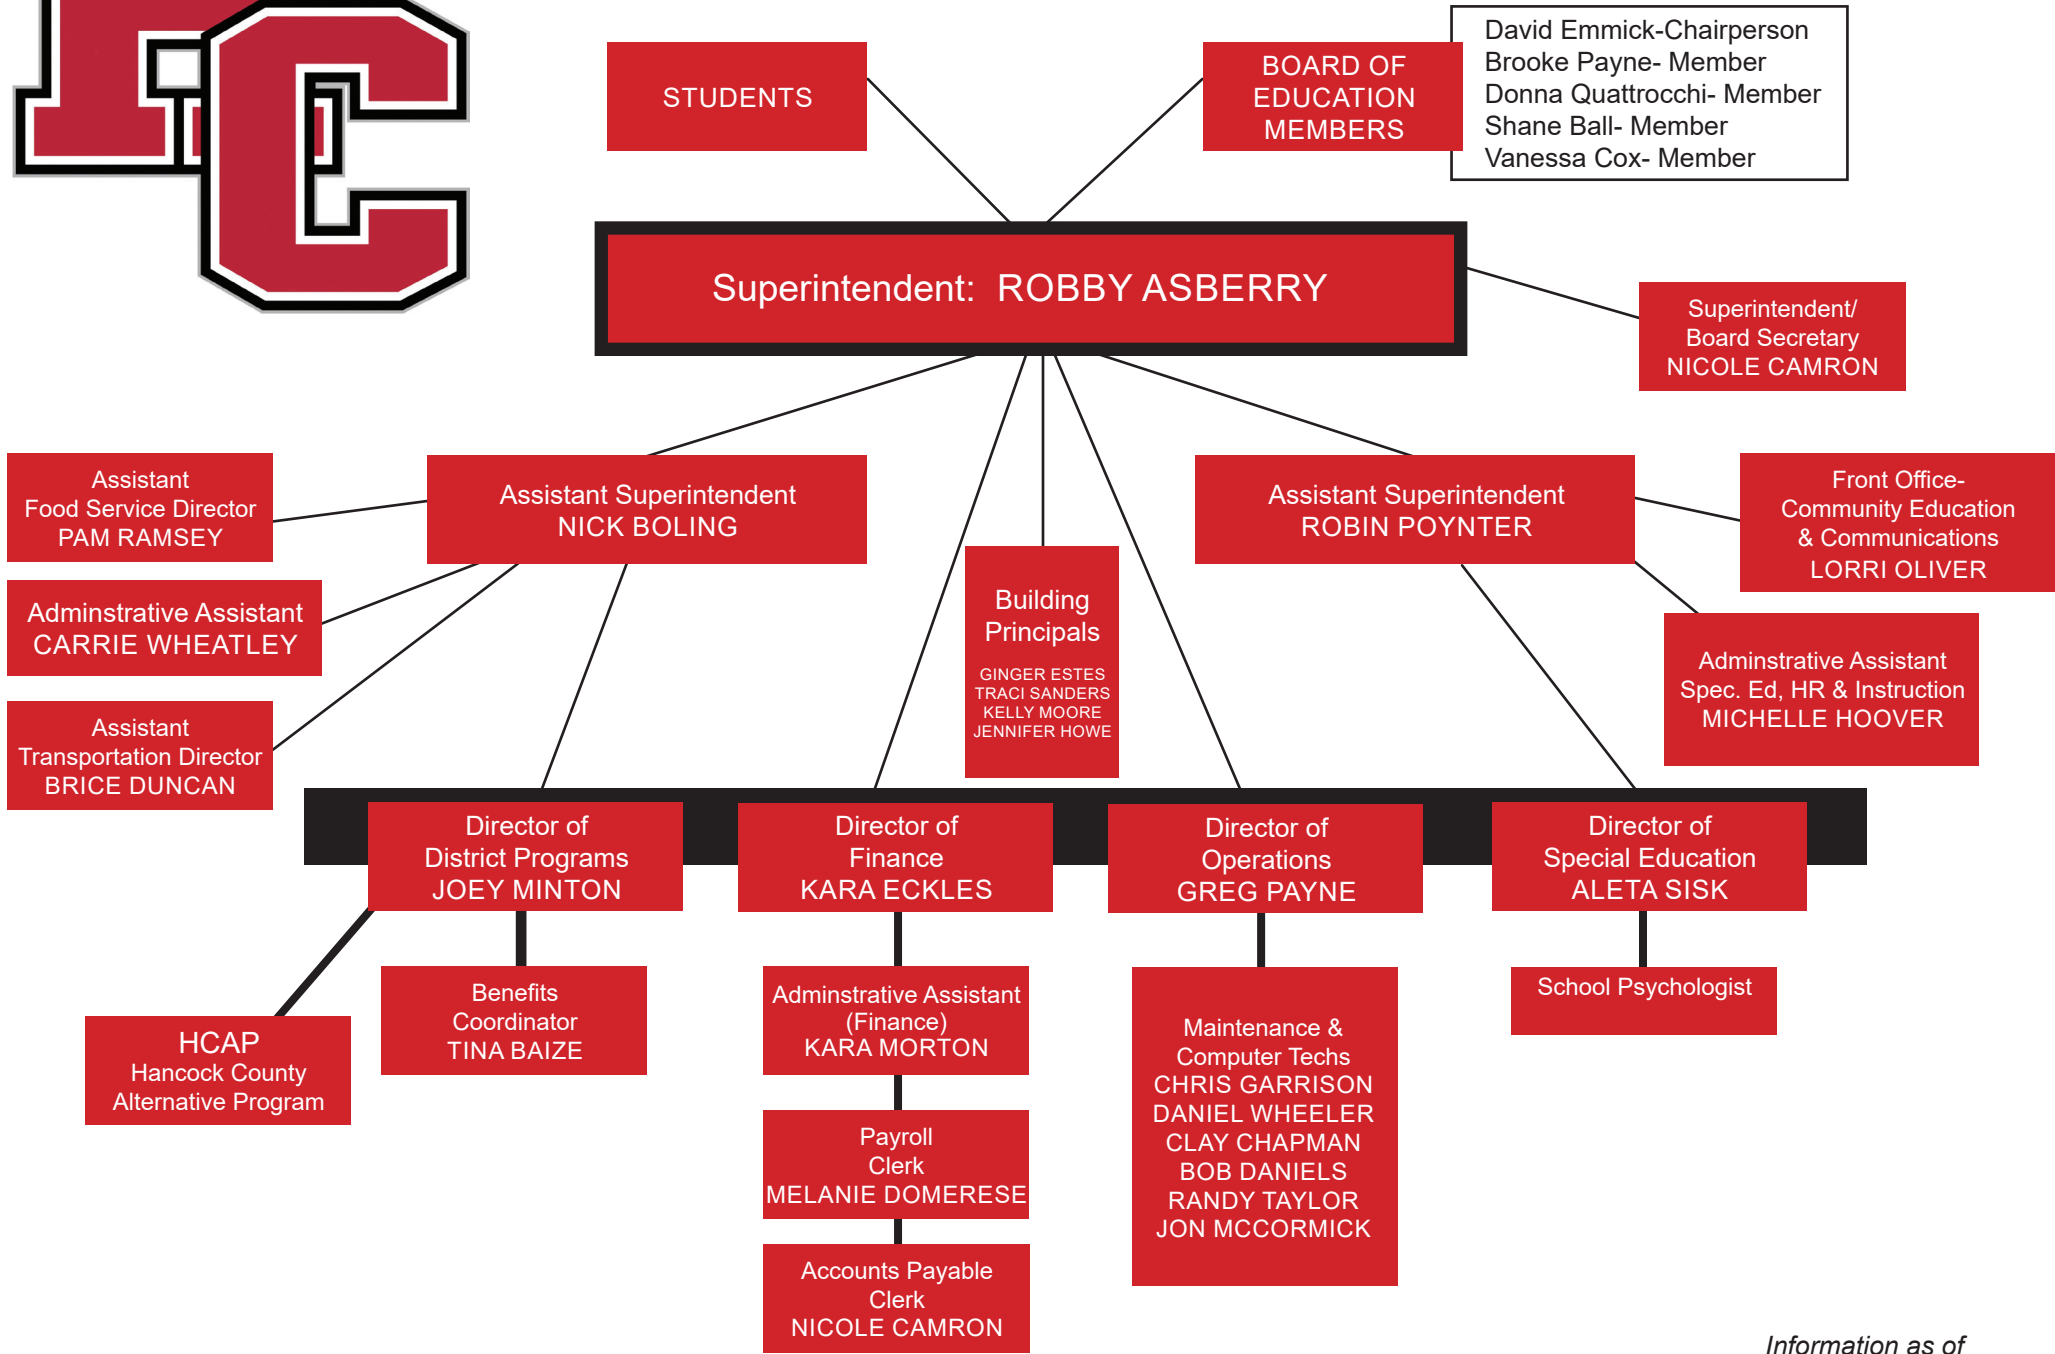 STUDENTS
BOARD OF
EDUCATION
MEMBERS
David Emmick-Chairperson
Brooke Payne- Member
Donna Quattrocchi- Member
Shane Ball- Member
Vanessa Cox- Member
Superintendent: ROBBY ASBERRY
Superintendent/
Board Secretary
NICOLE CAMRON
Assistant
Food Service Director
PAM RAMSEY
Assistant Superintendent
NICK BOLING
Assistant Superintendent
ROBIN POYNTER
Front Office-
Community Education
& Communications
LORRI OLIVER
Adminstrative Assistant
CARRIE WHEATLEY
Building
Principals
GINGER ESTES
TRACI SANDERS
KELLY MOORE
JENNIFER HOWE
Adminstrative Assistant
Spec. Ed, HR & Instruction
MICHELLE HOOVER
Assistant
Transportation Director
BRICE DUNCAN
Director of
District Programs
JOEY MINTON
Director of
Finance
KARA ECKLES
Director of
Operations
GREG PAYNE
Director of
Special Education
ALETA SISK
HCAP
Hancock County
Alternative Program
Benefits
Coordinator
TINA BAIZE
Adminstrative Assistant
(Finance)
KARA MORTON
Payroll
Clerk
MELANIE DOMERESE
Accounts Payable
Clerk
NICOLE CAMRON
Maintenance &
Computer Techs
CHRIS GARRISON
DANIEL WHEELER
CLAY CHAPMAN
BOB DANIELS
RANDY TAYLOR
JON MCCORMICK
School Psychologist
Information as of